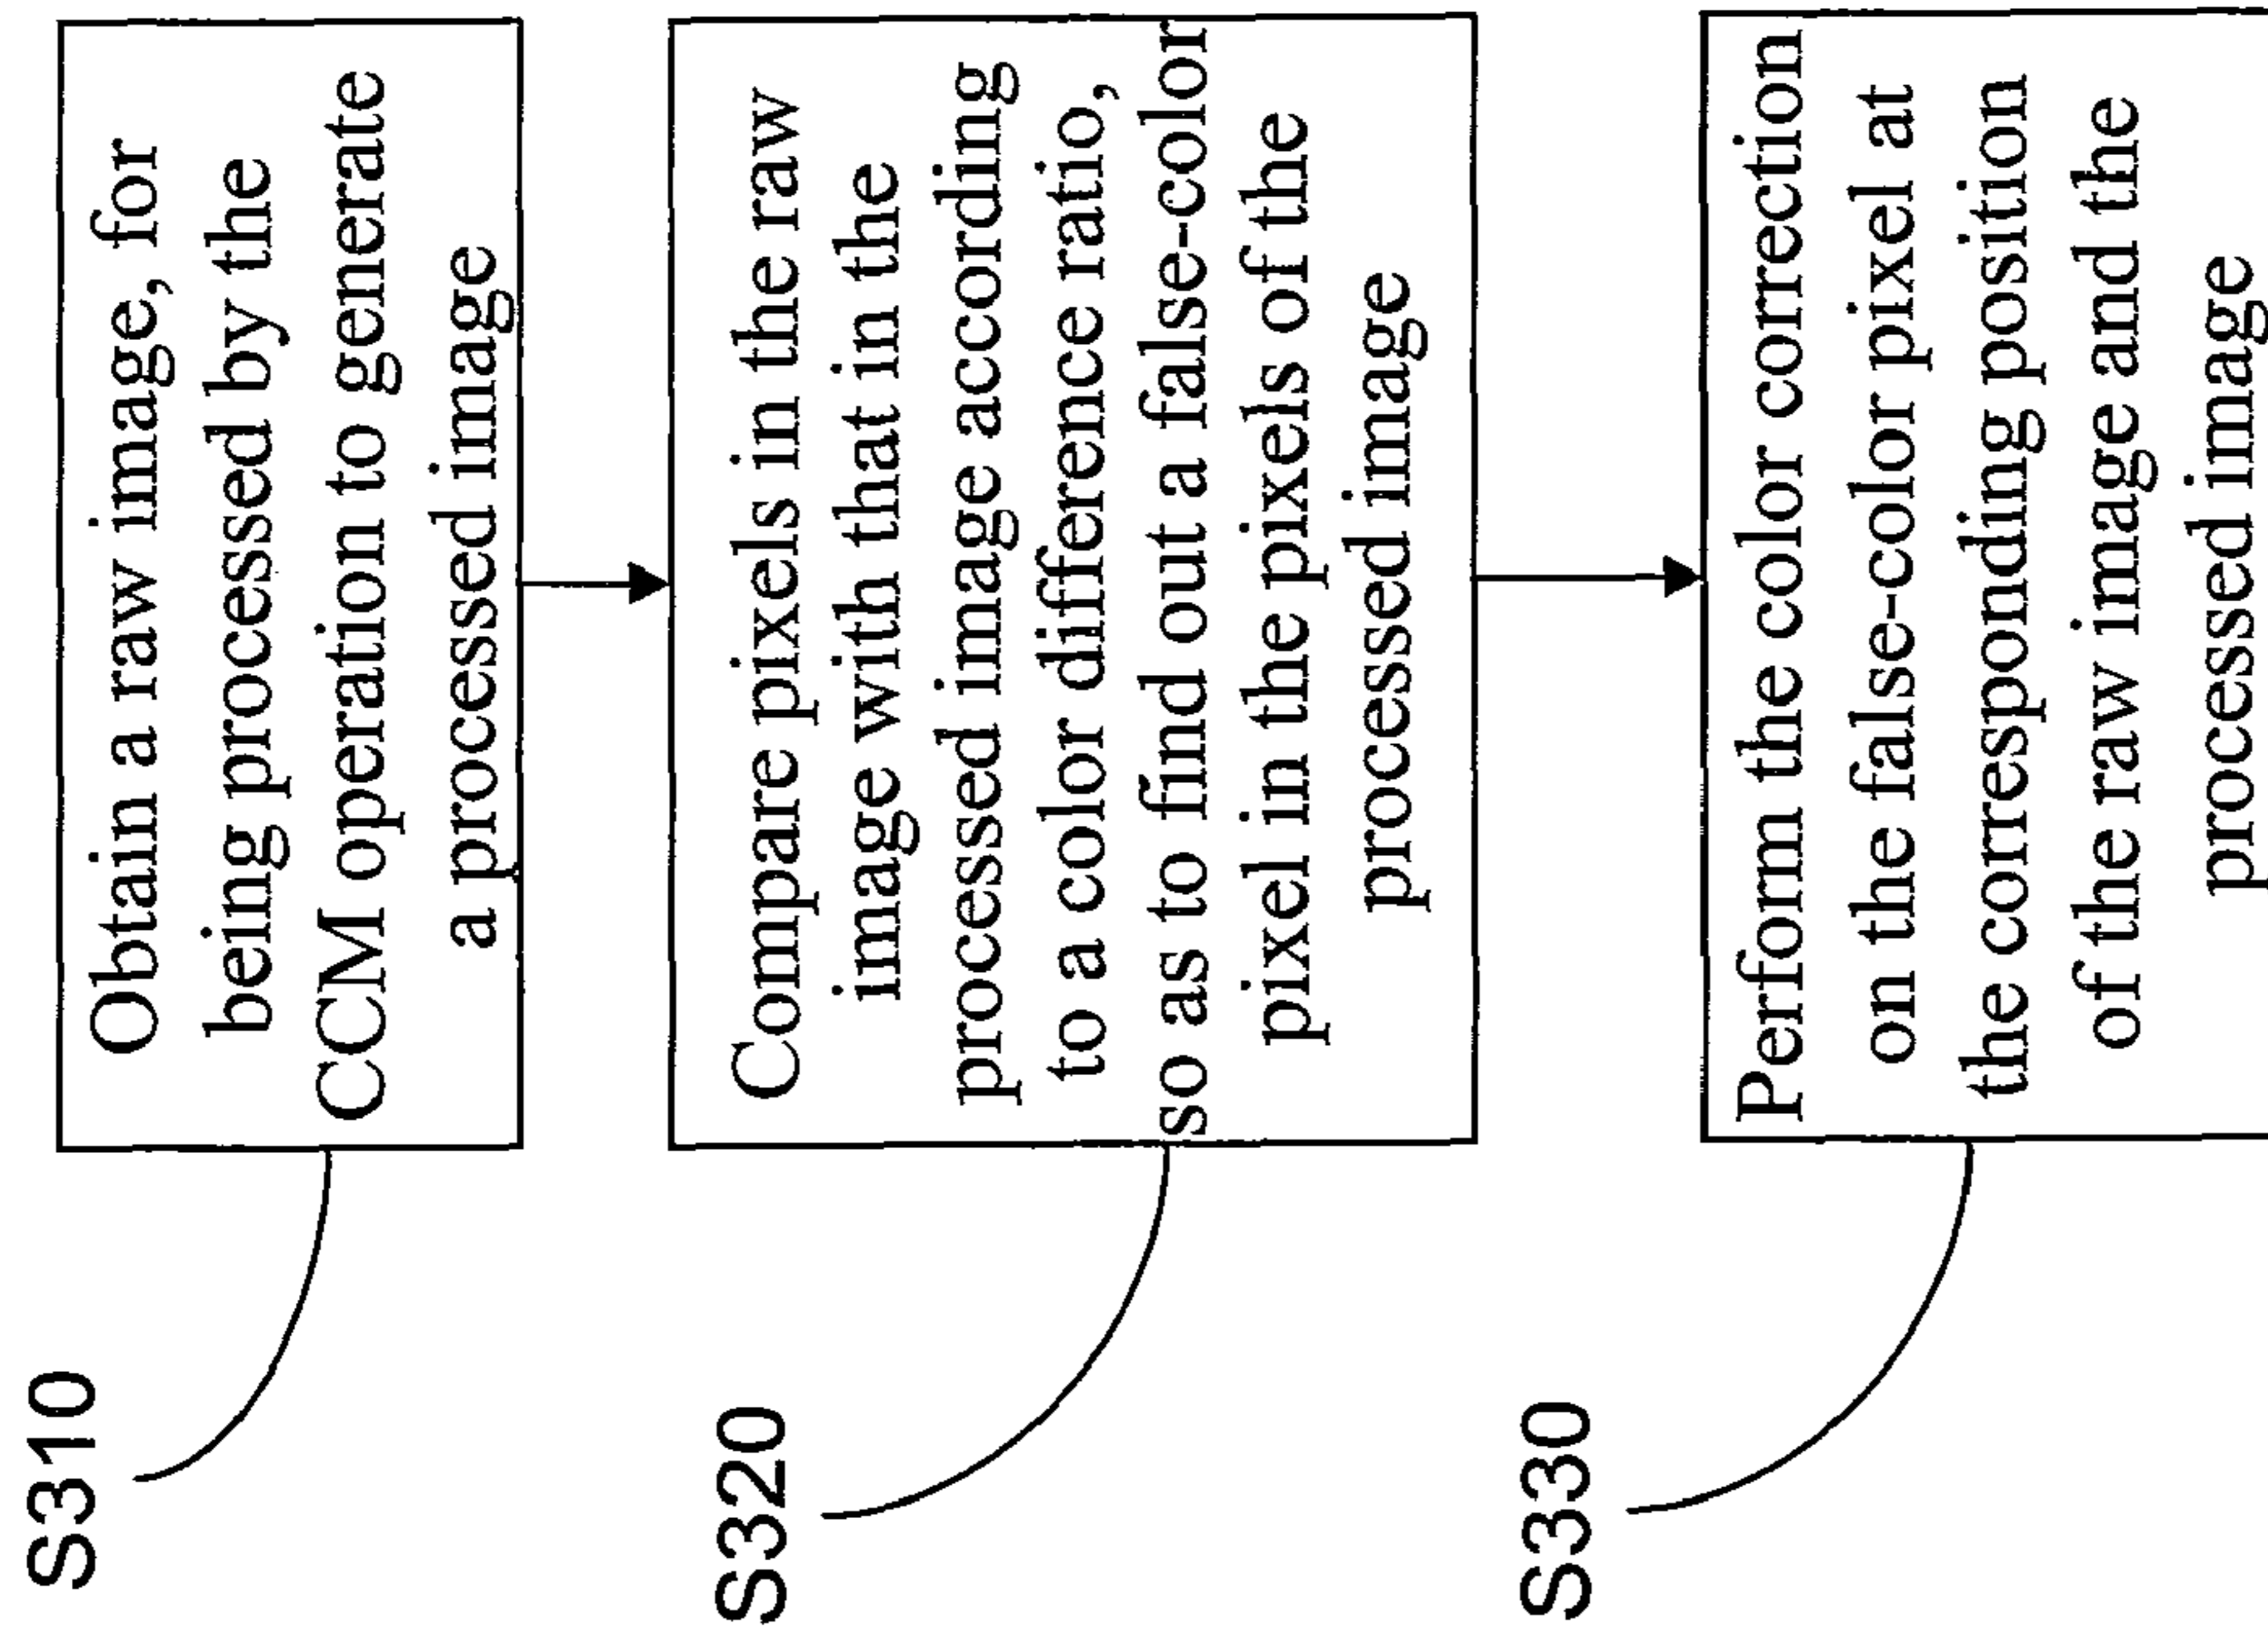 S310
Obtain a raw image, for
being processed by the
CCM operation to generate
a processed image
S320
Compare pixels in the raw
image with that in the
processed image according
to a color difference ratio,
so as to find out a false-color
pixel in the pixels of the
processed image
S330
Perform the color correction
on the false-color pixel at
the corresponding position
of the raw image and the
processed image